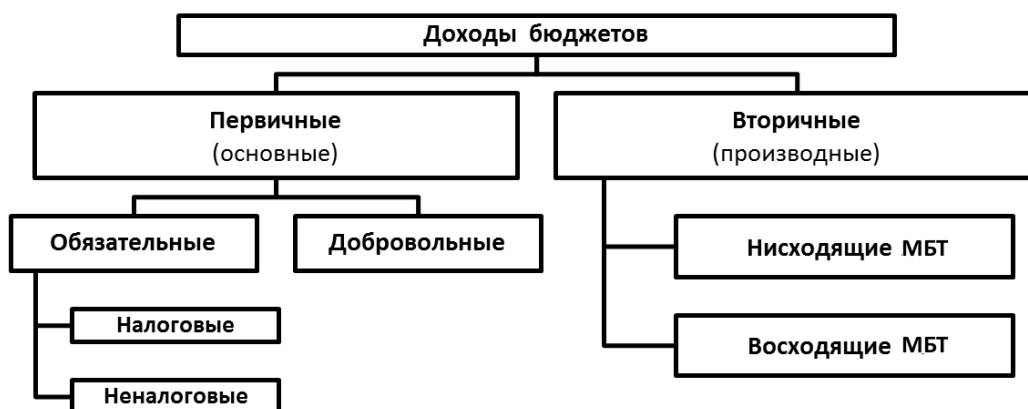 Доходы бюджетов
Первичные
(основные)
Вторичные
(производные)
Обязательные
Добровольные
Нисходящие МБТ
Налоговые
Восходящие МБТ
Неналоговые